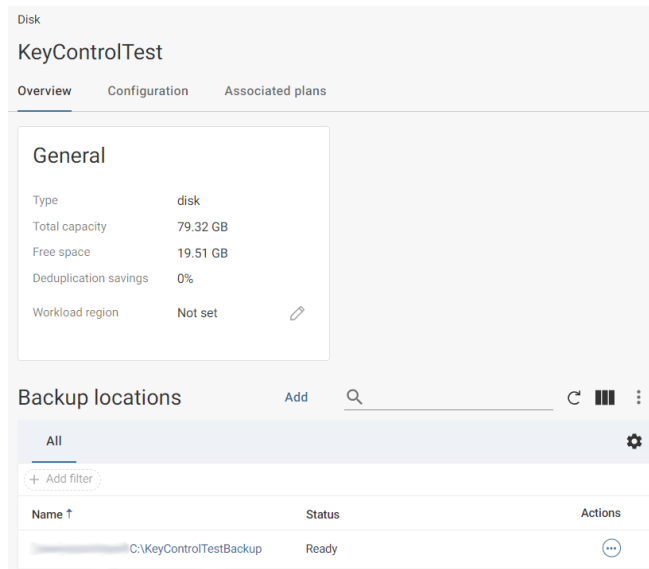 Disk
KeyControlTest
Overview Configuration Associated plans
General
Type disk
Total capacity 79.32 GB
Free space 19.51 GB
Deduplication savings 0%
Workload region Not set
Backup locations Add
All
+ Add filter
Name ↑ Status Actions
C:\KeyControlTestBackup Ready